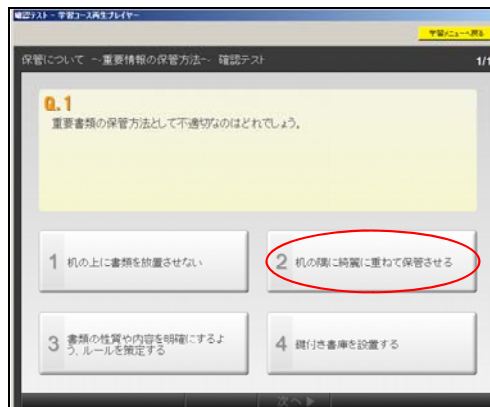 確認テスト - 学習コース再生プレイヤー
学習メニューへ戻る
保管について ～重要情報の保管方法～ 確認テスト
1/1
Q.1
重要書類の保管方法として不適切なのはどれでしょう。
1 机の上に書類を放置させない
2 机の隅に綺麗に重ねて保管させる
3 書類の性質や内容を明確にするよ
う、ルールを策定する
4 鍵付き書庫を設置する
次へ ▶